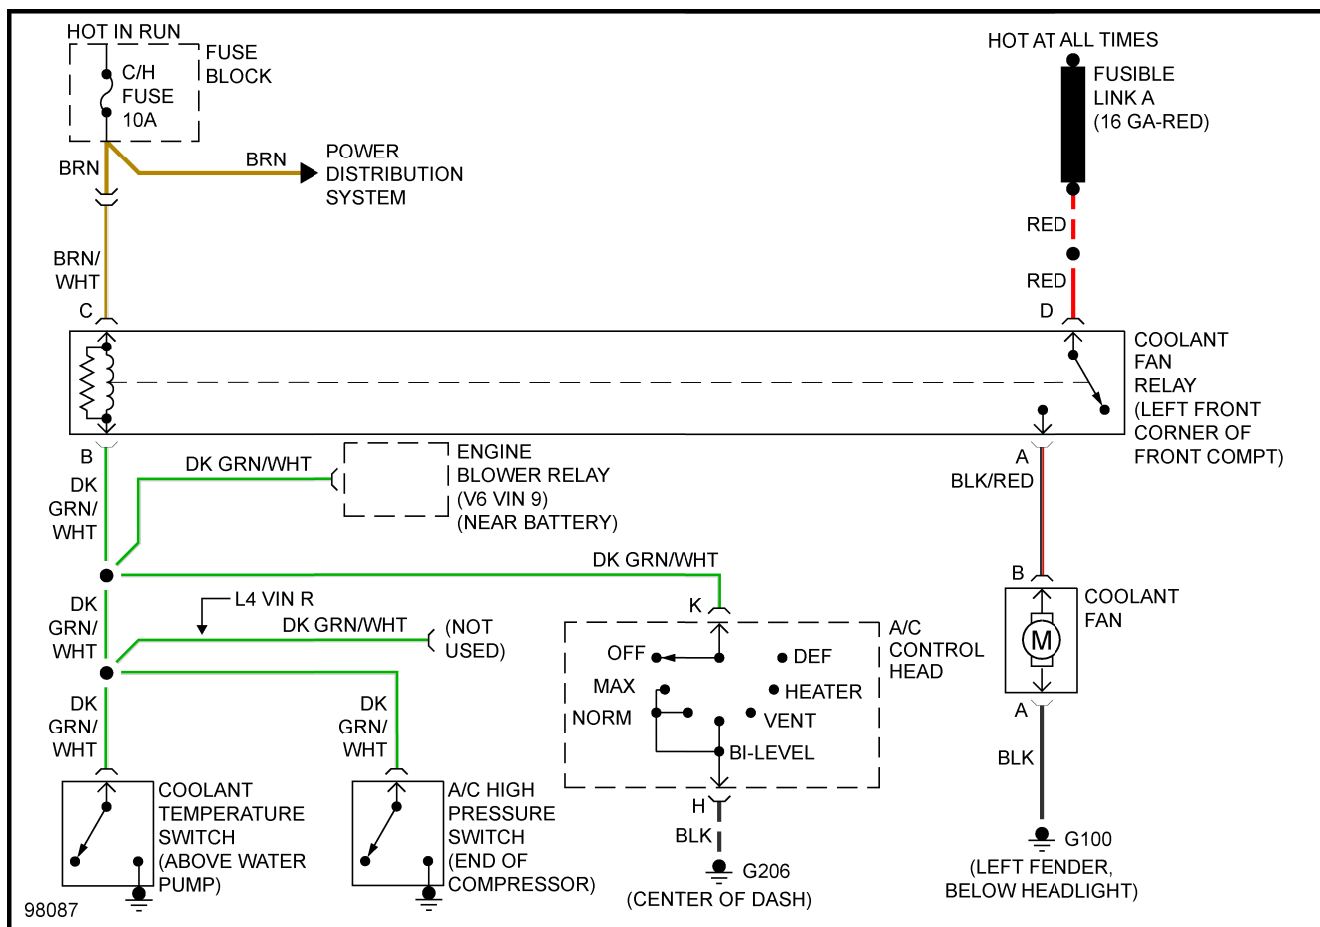 HOT IN RUN
FUSE
BLOCK
C/H
FUSE
10A
BRN
BRN
POWER
DISTRIBUTION
SYSTEM
BRN/
WHT
C
HOT AT ALL TIMES
FUSIBLE
LINK A
(16 GA-RED)
RED
RED
D
COOLANT
FAN
RELAY
(LEFT FRONT
CORNER OF
FRONT COMPT)
B
DK
GRN/
WHT
DK GRN/WHT
ENGINE
BLOWER RELAY
(V6 VIN 9)
(NEAR BATTERY)
A
BLK/RED
DK GRN/WHT
DK
GRN/
WHT
L4 VIN R
DK GRN/WHT
(NOT
USED)
K
A/C
CONTROL
HEAD
OFF
DEF
MAX
HEATER
NORM
VENT
BI-LEVEL
B
COOLANT
FAN
M
A
BLK
DK
GRN/
WHT
DK
GRN/
WHT
COOLANT
TEMPERATURE
SWITCH
(ABOVE WATER
PUMP)
A/C HIGH
PRESSURE
SWITCH
(END OF
COMPRESSOR)
H
BLK
G206
(CENTER OF DASH)
G100
(LEFT FENDER,
BELOW HEADLIGHT)
98087